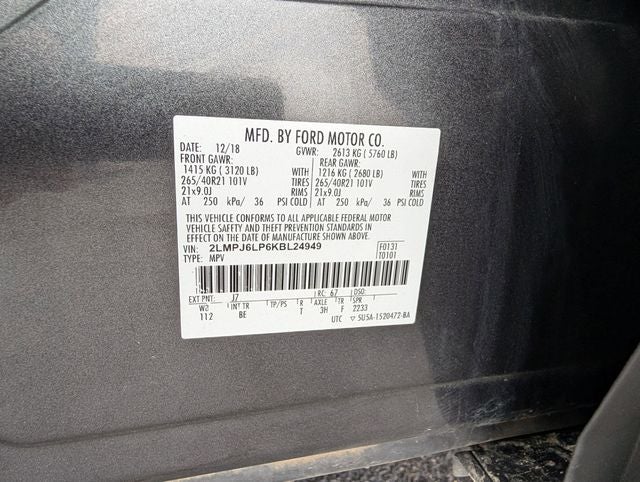 MFD. BY FORD MOTOR CO.
DATE: 12/18 GVWR: 2613 KG ( 5760 LB)
FRONT GAWR: REAR GAWR:
1415 KG ( 3120 LB) WITH 1216 KG ( 2680 LB) WITH
265/40R21 101V TIRES 265/40R21 101V TIRES
21x9.0J RIMS 21x9.0J RIMS
AT 250 kPa/ 36 PSI COLD AT 250 kPa/ 36 PSI COLD
THIS VEHICLE CONFORMS TO ALL APPLICABLE FEDERAL MOTOR
VEHICLE SAFETY AND THEFT PREVENTION STANDARDS IN
EFFECT ON THE DATE OF MANUFACTURE SHOWN ABOVE.
VIN: 2LMPJ6LP6KBL24949 F0131
TYPE: MPV T0101
EXT PNT: J7 RC: 67 DSO:
WB INT TR TP/PS R AXLE TR SPR
112 BE T 3H F 2233
UTC ▽ 5U5A-1520472-BA